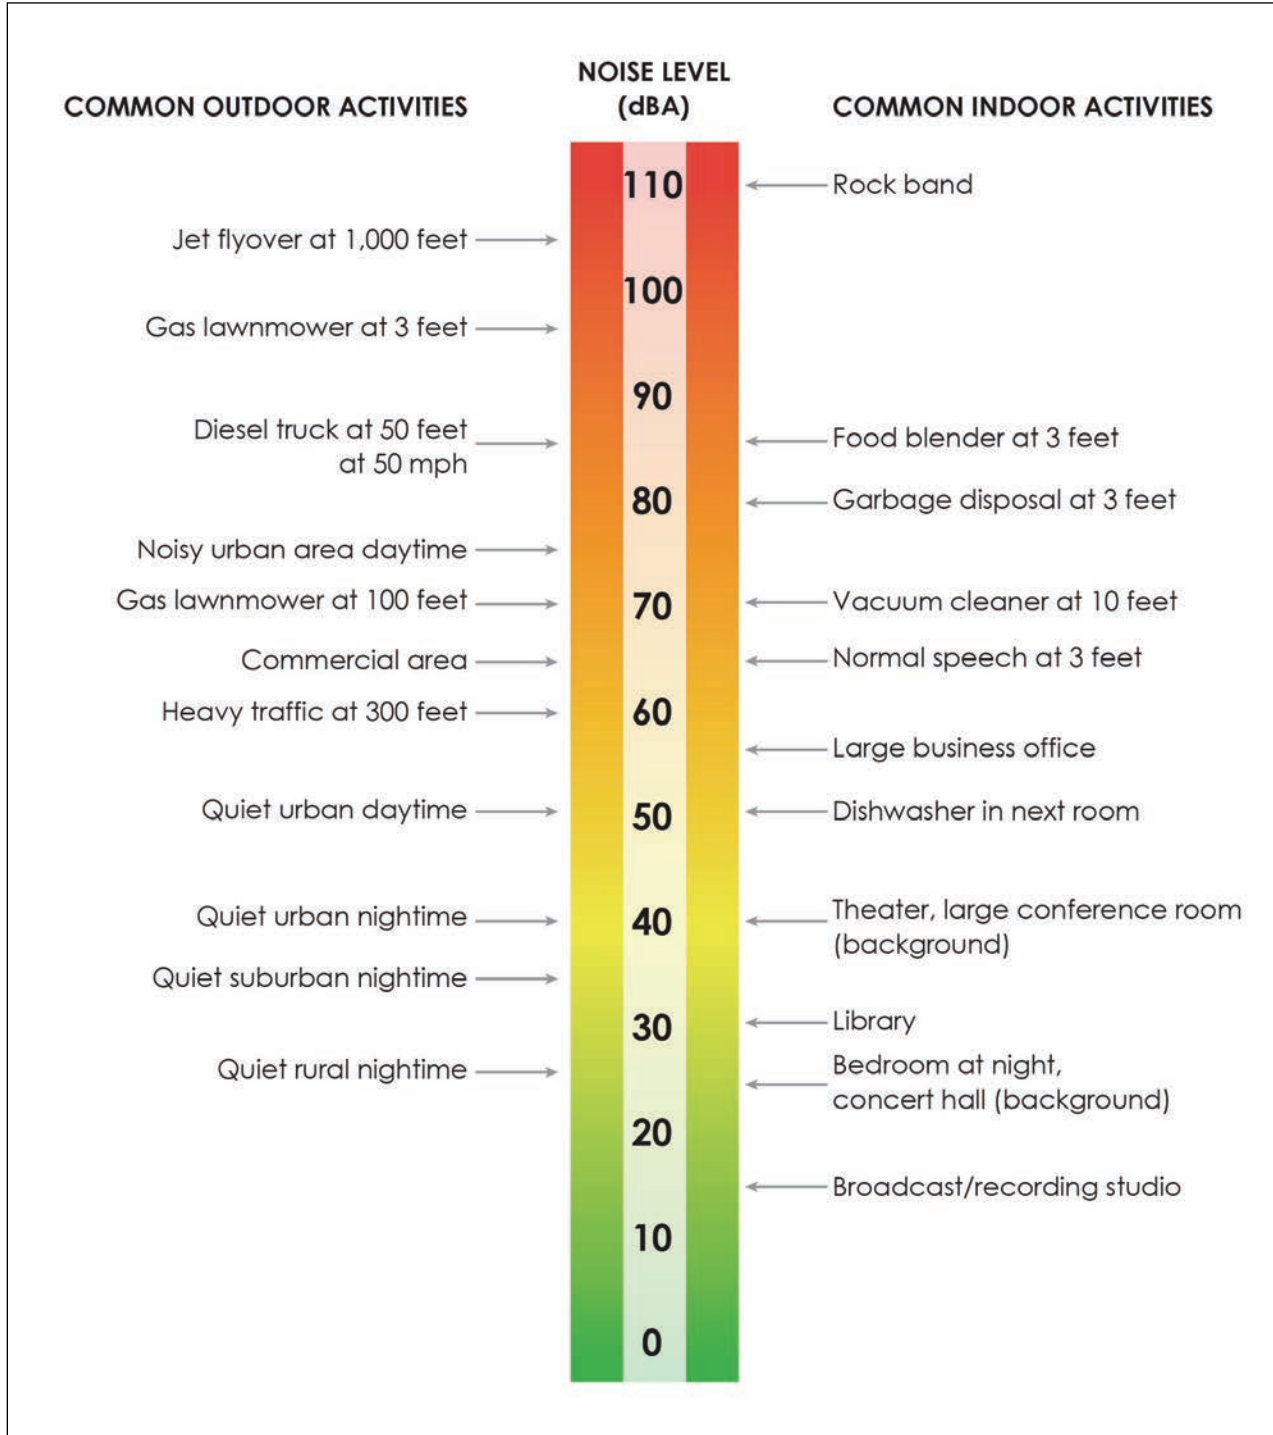 NOISE LEVEL
(dBA)
COMMON OUTDOOR ACTIVITIES
COMMON INDOOR ACTIVITIES
110
Rock band
Jet flyover at 1,000 feet
100
Gas lawnmower at 3 feet
90
Diesel truck at 50 feet
at 50 mph
Food blender at 3 feet
80
Garbage disposal at 3 feet
Noisy urban area daytime
Gas lawnmower at 100 feet
70
Vacuum cleaner at 10 feet
Commercial area
Normal speech at 3 feet
Heavy traffic at 300 feet
60
Large business office
Quiet urban daytime
50
Dishwasher in next room
Quiet urban nightime
40
Theater, large conference room
(background)
Quiet suburban nightime
30
Library
Quiet rural nightime
Bedroom at night,
concert hall (background)
20
Broadcast/recording studio
10
0